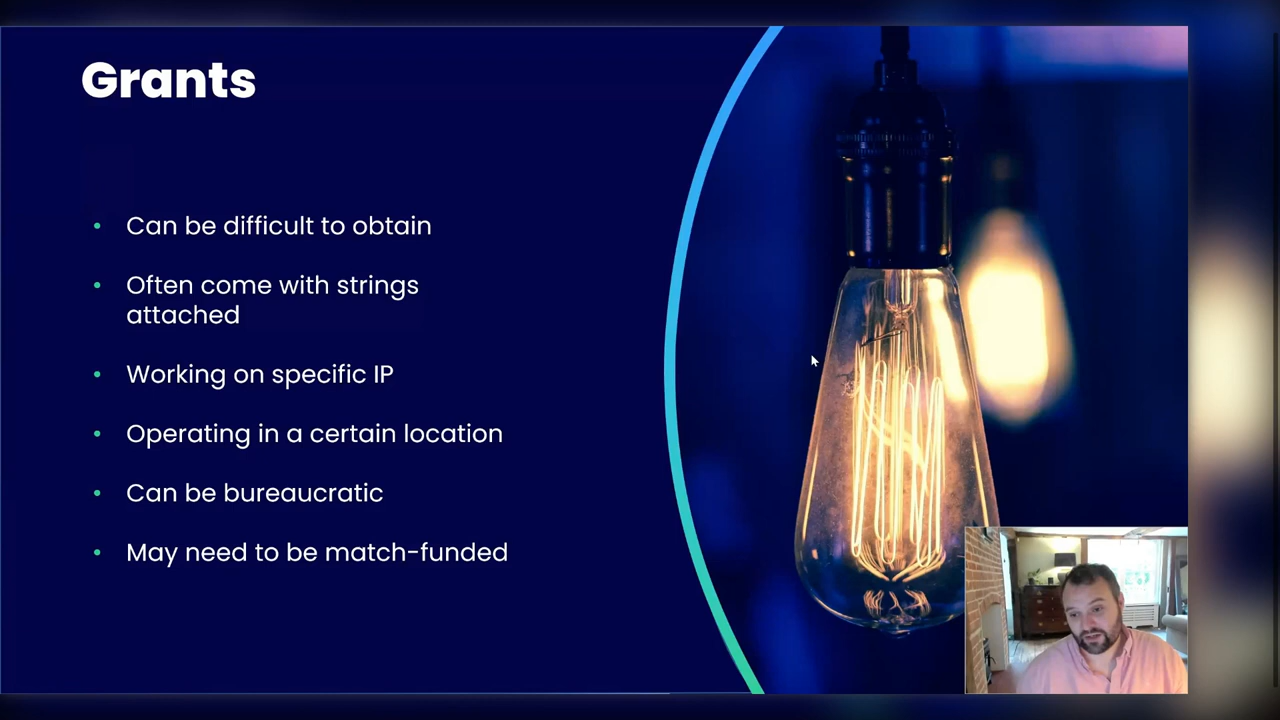 Grants
• Can be difficult to obtain
• Often come with strings
attached
• Working on specific IP
• Operating in a certain location
• Can be bureaucratic
• May need to be match-funded